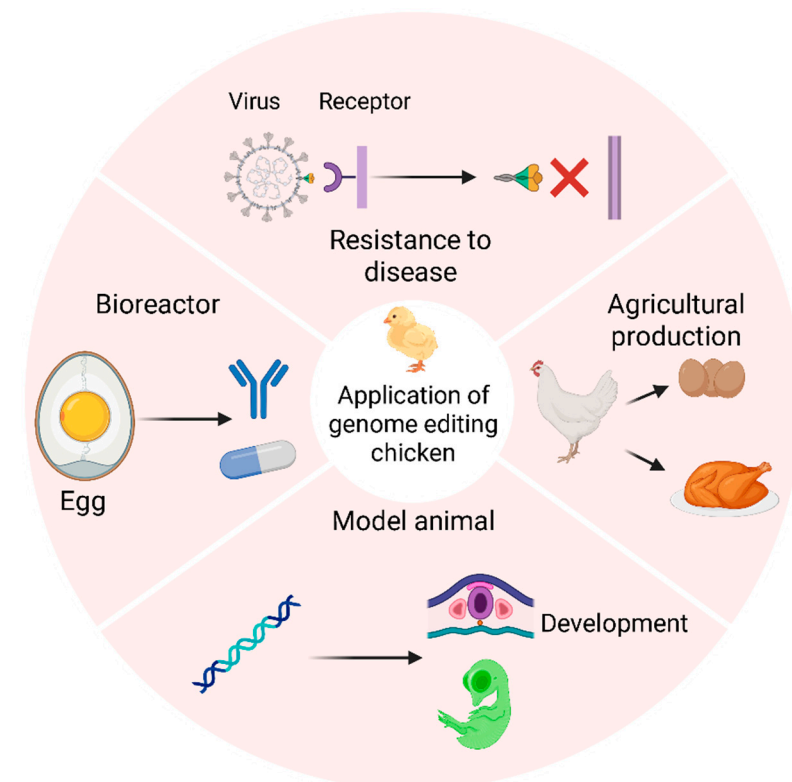 Virus
Receptor
Resistance to
disease
Bioreactor
Egg
Agricultural
production
Application of
genome editing
chicken
Model animal
Development